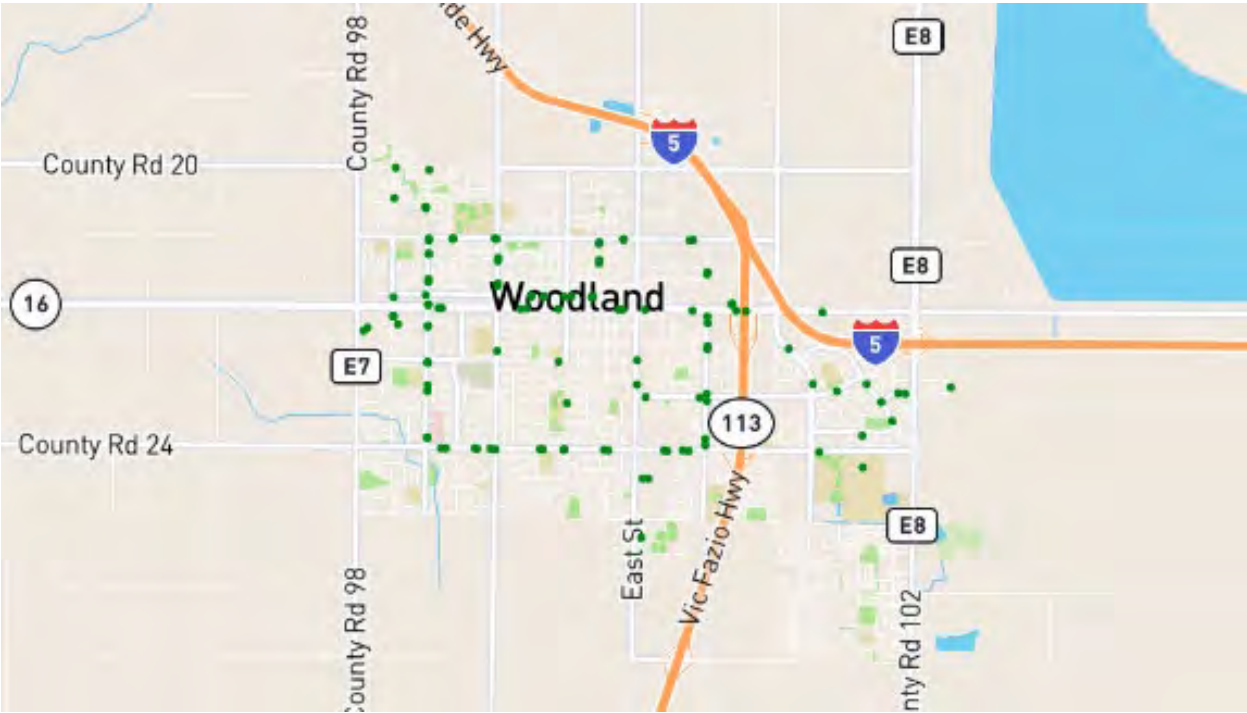 ide Hwy
County Rd 98
E8
5
County Rd 20
E8
16
Woodland
5
E7
113
County Rd 24
E8
East St
Vic Fazio Hwy
County Rd 98
nty Rd 102